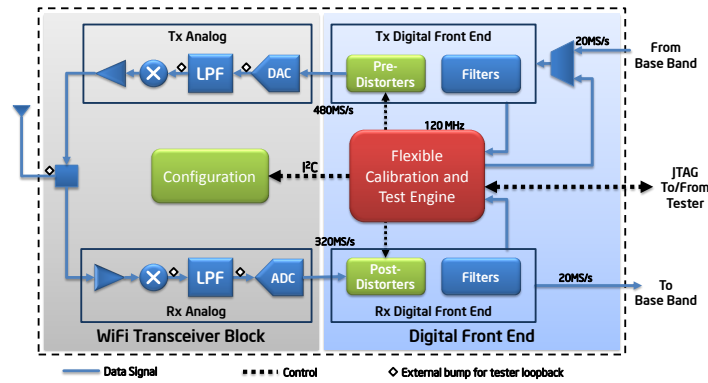 Tx Analog
Tx Digital Front End
20MS/s
From
Base Band
LPF
DAC
Pre-
Distorters
Filters
480MS/s
120 MHz
Configuration
I²C
Flexible
Calibration and
Test Engine
JTAG
To/From
Tester
320MS/s
LPF
ADC
Post-
Distorters
Filters
20MS/s
To
Base Band
Rx Analog
Rx Digital Front End
WiFi Transceiver Block
Digital Front End
Data Signal
Control
External bump for tester loopback